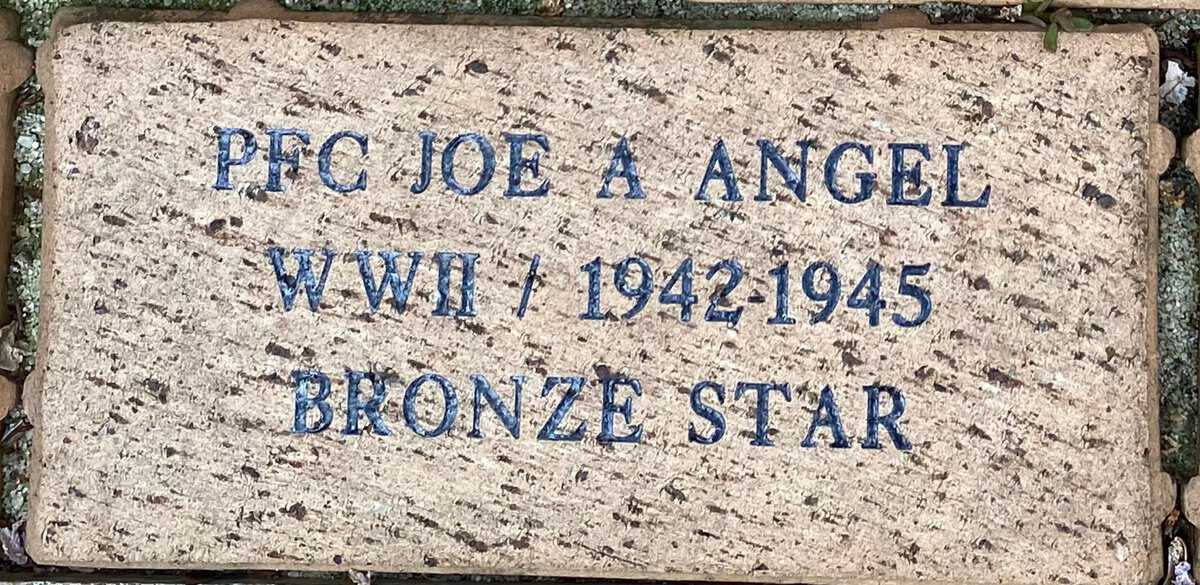 PFC JOE A ANGEL
WWII / 1942-1945
BRONZE STAR